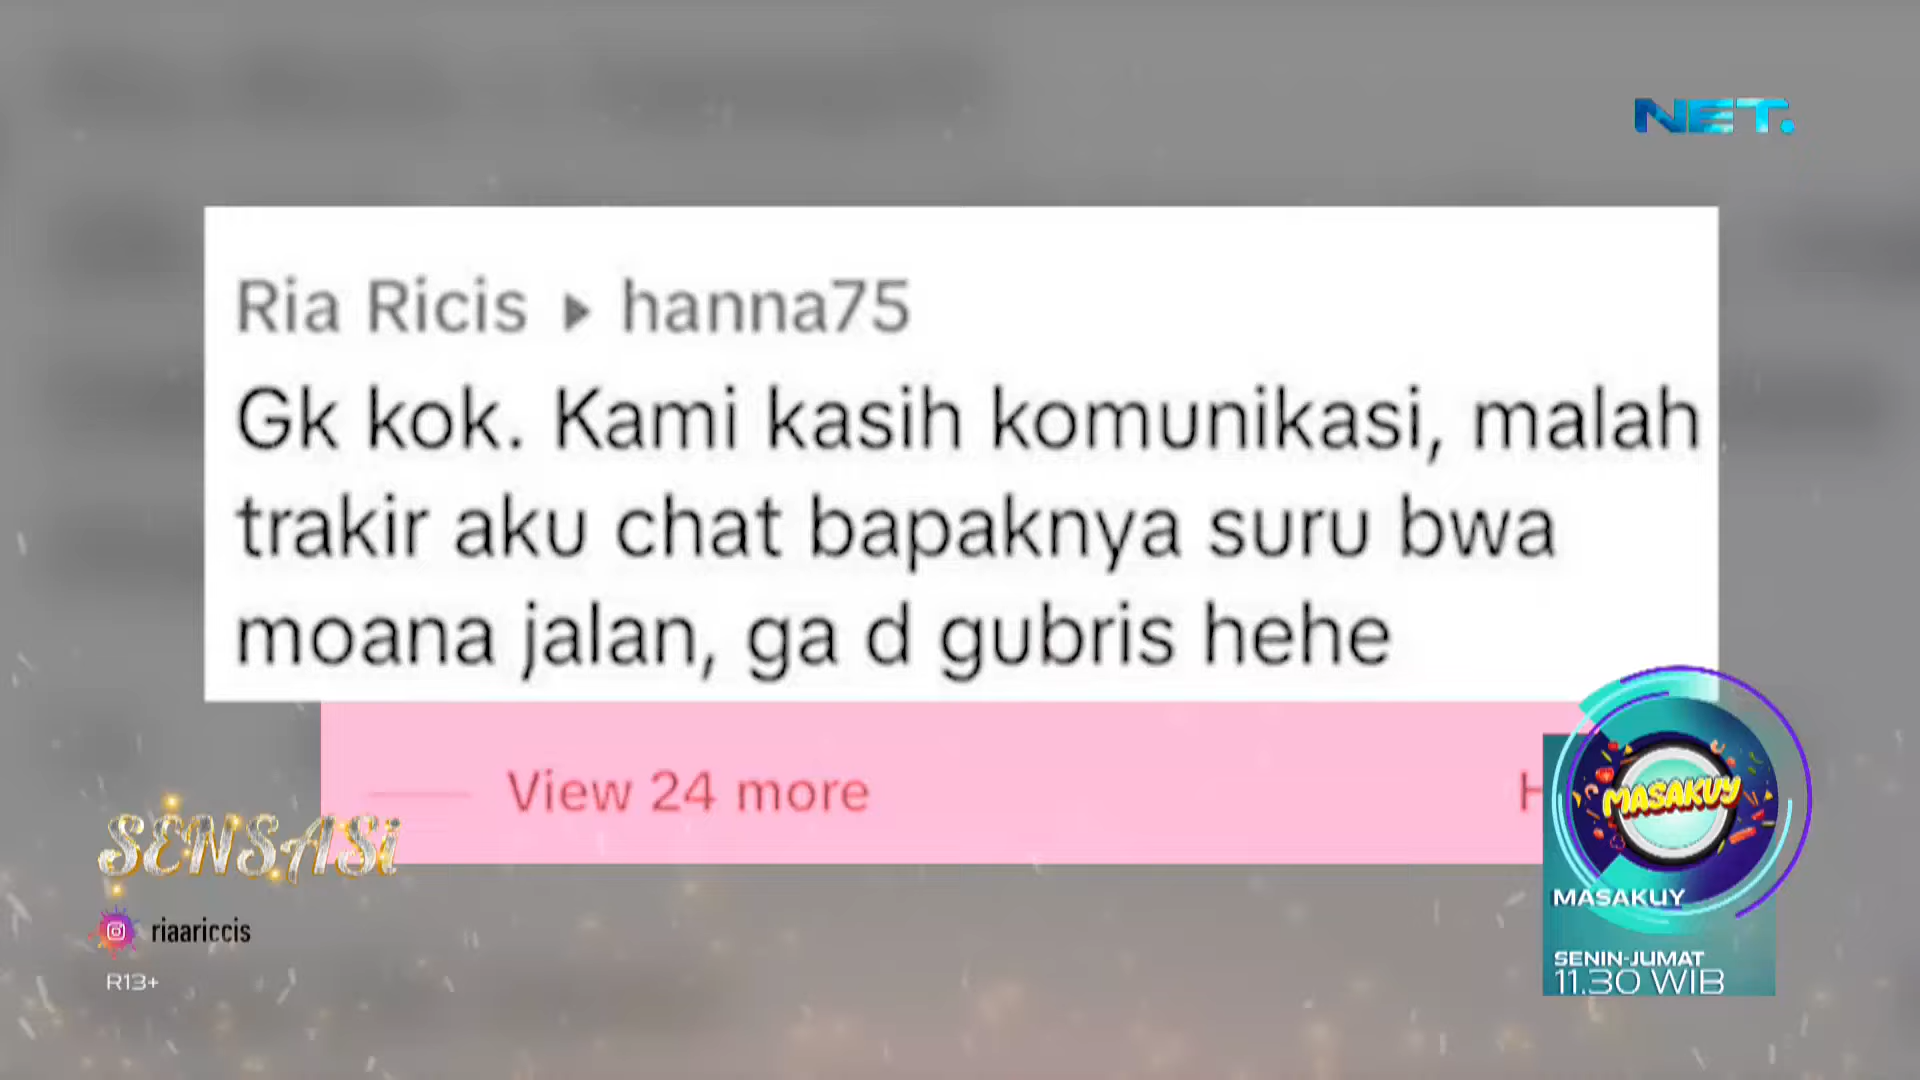 NET.
Ria Ricis ▸ hanna75
Gk kok. Kami kasih komunikasi, malah
trakir aku chat bapaknya suru bwa
moana jalan, ga d gubris hehe
View 24 more
SENSASi
riaariccis
R13+
MASAKUY
MASAKUY
SENIN-JUMAT
11.30 WIB